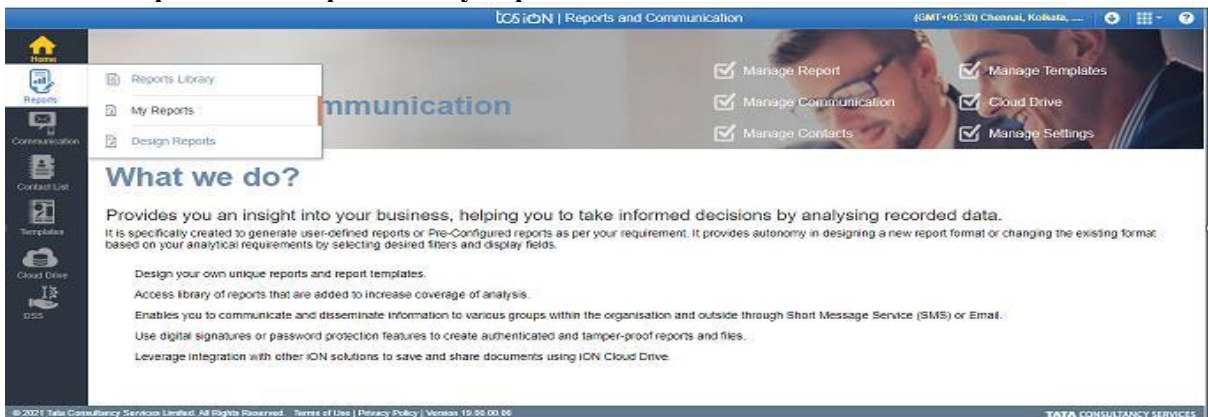 TCS iON | Reports and Communication
(GMT+05:30) Chennai, Kolkata, ....
Home
Reports
Communication
Contact List
Templates
Cloud Drive
DSS
Reports Library
My Reports
Design Reports
mmunication
Manage Report
Manage Templates
Manage Communication
Cloud Drive
Manage Contacts
Manage Settings
What we do?
Provides you an insight into your business, helping you to take informed decisions by analysing recorded data.
It is specifically created to generate user-defined reports or Pre-Configured reports as per your requirement. It provides autonomy in designing a new report format or changing the existing format
based on your analytical requirements by selecting desired filters and display fields.
Design your own unique reports and report templates.
Access library of reports that are added to increase coverage of analysis.
Enables you to communicate and disseminate information to various groups within the organisation and outside through Short Message Service (SMS) or Email.
Use digital signatures or password protection features to create authenticated and tamper-proof reports and files.
Leverage integration with other iON solutions to save and share documents using iON Cloud Drive.
© 2021 Tata Consultancy Services Limited. All Rights Reserved. Terms of Use | Privacy Policy | Version 19.00.00.06
TATA CONSULTANCY SERVICES